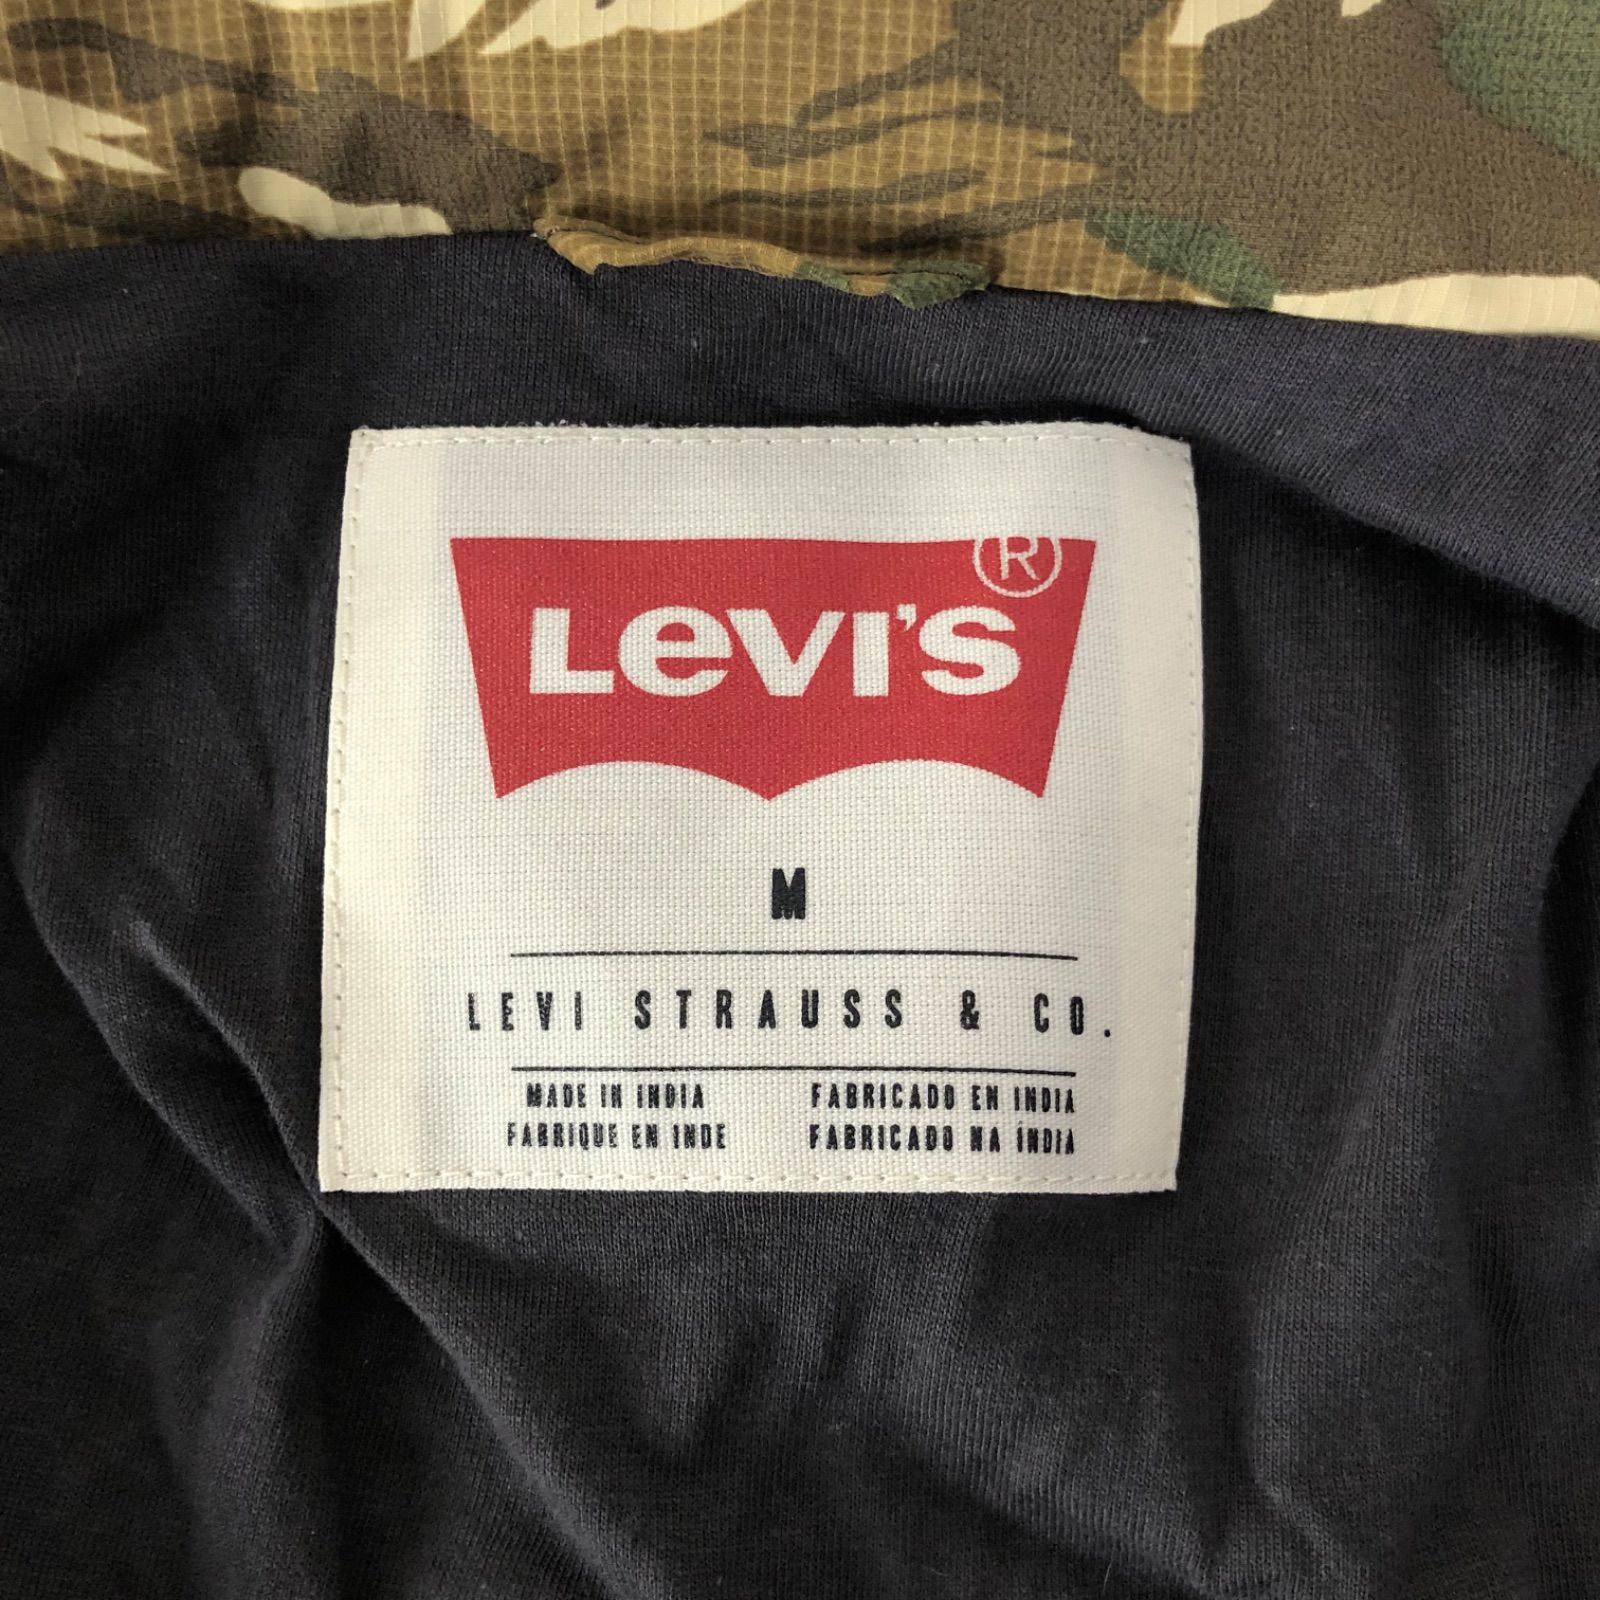 LEVI'S ®
M
LEVI STRAUSS & CO.
MADE IN INDIA
FABRIQUE EN INDE
FABRICADO EN INDIA
FABRICADO NA ÍNDIA